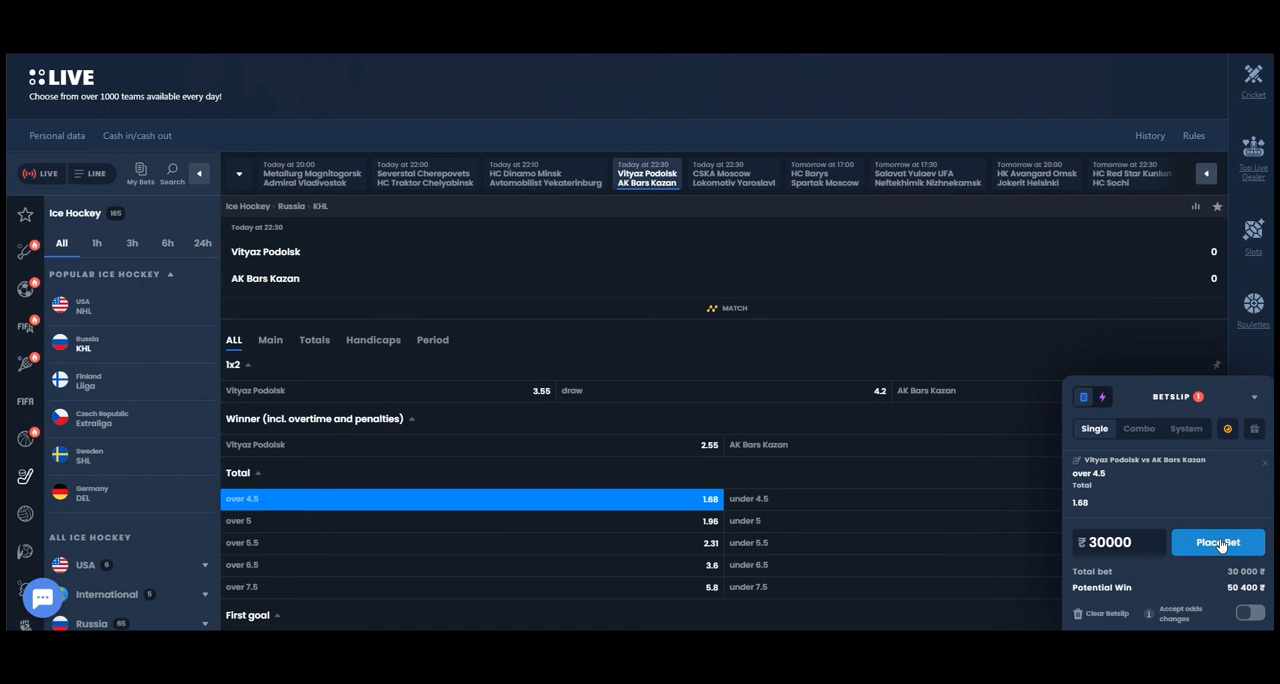 LIVE
Choose from over 1000 teams available every day!
Cricket
Personal data Cash in/cash out History Rules
Top Live
Dealer
LIVE LINE My Bets Search
Today at 20:00
Metallurg Magnitogorsk
Admiral Vladivostok
Today at 22:00
Severstal Cherepovets
HC Traktor Chelyabinsk
Today at 22:10
HC Dinamo Minsk
Avtomobilist Yekaterinburg
Today at 22:30
Vityaz Podolsk
AK Bars Kazan
Today at 22:30
CSKA Moscow
Lokomotiv Yaroslavl
Tomorrow at 17:00
HC Barys
Spartak Moscow
Tomorrow at 17:30
Salavat Yulaev UFA
Neftekhimik Nizhnekamsk
Tomorrow at 20:00
HK Avangard Omsk
Jokerit Helsinki
Tomorrow at 22:30
HC Red Star Kunlun
HC Sochi
Slots
Roulettes
Ice Hockey 165
All 1h 3h 6h 24h
POPULAR ICE HOCKEY
USA
NHL
Russia
KHL
Finland
Liiga
Czech Republic
Extraliga
Sweden
SHL
Germany
DEL
ALL ICE HOCKEY
USA 6
International 5
Russia 65
FIFA
Ice Hockey · Russia · KHL
Today at 22:30
Vityaz Podolsk 0
AK Bars Kazan 0
MATCH
ALL Main Totals Handicaps Period
1x2
Vityaz Podolsk 3.55 draw 4.2 AK Bars Kazan
Winner (incl. overtime and penalties)
Vityaz Podolsk 2.55 AK Bars Kazan
Total
over 4.5 1.68 under 4.5
over 5 1.96 under 5
over 5.5 2.31 under 5.5
over 6.5 3.6 under 6.5
over 7.5 5.8 under 7.5
First goal
BETSLIP 1
Single Combo System
Vityaz Podolsk vs AK Bars Kazan
over 4.5
Total
1.68
₹ 30000
Total bet 30 000 ₹
Potential Win 50 400 ₹
Clear Betslip
Accept odds
changes